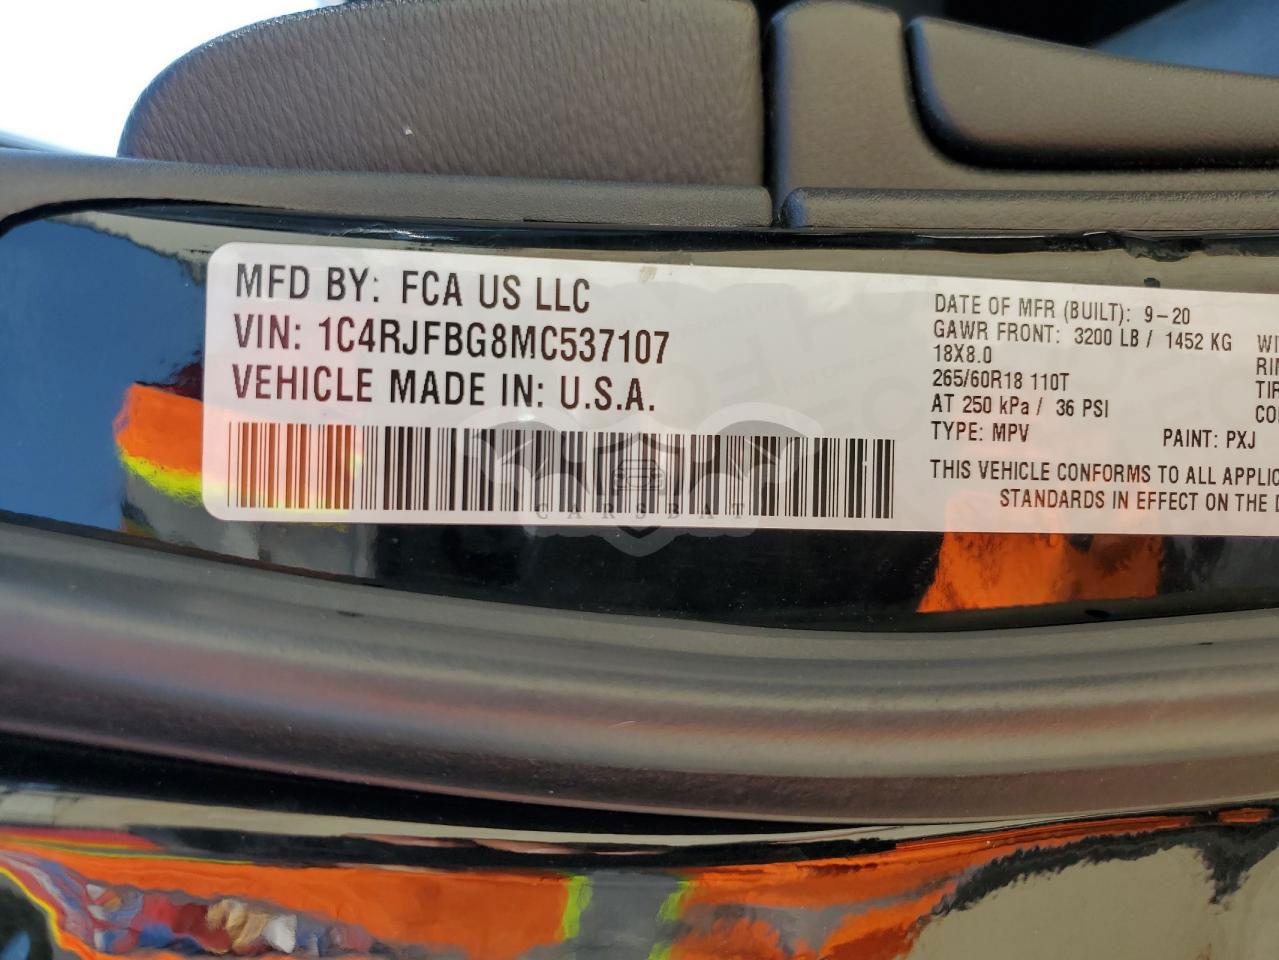 MFD BY: FCA US LLC
VIN: 1C4RJFBG8MC537107
VEHICLE MADE IN: U.S.A.
DATE OF MFR (BUILT): 9-20
GAWR FRONT: 3200 LB / 1452 KG
18X8.0
265/60R18 110T
AT 250 kPa / 36 PSI
TYPE: MPV PAINT: PXJ
THIS VEHICLE CONFORMS TO ALL
STANDARDS IN EFFECT ON THE
CARSBAT